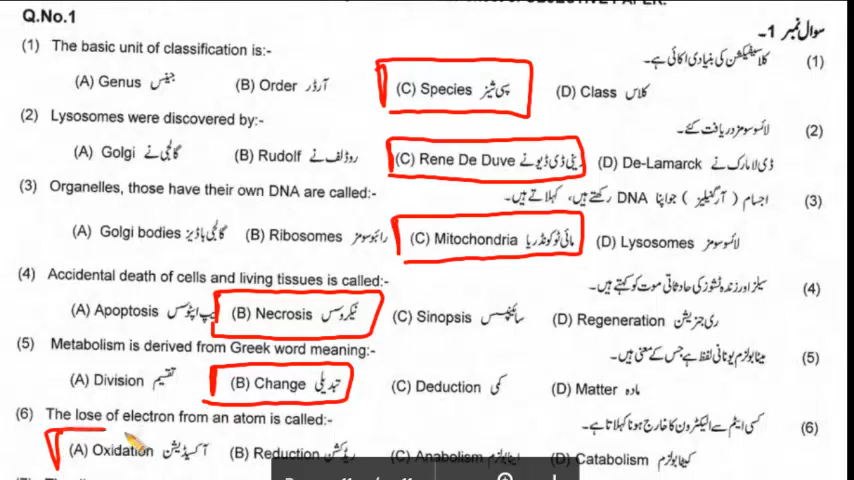 Q.No.1 سوال نمبر 1۔
(1) The basic unit of classification is:- کلاسیفکیشن کی بنیادی اکائی ہے۔ (1)
(A) Genus جینس (B) Order آرڈر (C) Species سپی شیز (D) Class کلاس
(2) Lysosomes were discovered by:- لائسوسومز دریافت کئے۔ (2)
(A) Golgi گالجی نے (B) Rudolf روڈلف نے (C) Rene De Duve رینی ڈی ڈیو نے (D) De-Lamarck ڈی لامارک نے
(3) Organelles, those have their own DNA are called:- اجسام ( آرگنیلیز ) جو اپنا DNA رکھتے ہیں، کہلاتے ہیں۔ (3)
(A) Golgi bodies گالجی باڈیز (B) Ribosomes رائبوسومز (C) Mitochondria مائی ٹوکونڈریا (D) Lysosomes لائسوسومز
(4) Accidental death of cells and living tissues is called:- سیلز اور زندہ ٹشوز کی حادثاتی موت کو کہتے ہیں۔ (4)
(A) Apoptosis (B) Necrosis نیکروسس (C) Sinopsis سائنوپسس (D) Regeneration ری جنریشن
(5) Metabolism is derived from Greek word meaning:- میٹابولزم یونانی لفظ ہے جس کے معنی ہیں۔ (5)
(A) Division تقسیم (B) Change تبدیلی (C) Deduction کمی (D) Matter مادہ
(6) The lose of electron from an atom is called:- کسی ایٹم سے الیکٹرون کا خارج ہونا کہلاتا ہے۔ (6)
(A) Oxidation آکسیڈیشن (B) Reduction ریڈکشن (C) Anabolism اینابولزم (D) Catabolism کیٹابولزم